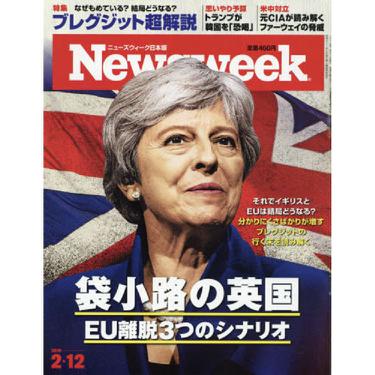 特集
なぜもめている? 結局どうなる?
ブレグジット超解説
思いやり予算
トランプが
韓国を「恐喝」
米中対立
元CIAが読み解く
ファーウェイの脅威
ニューズウィーク日本版
定価460円
Newsweek
それでイギリスと
EUは結局どうなる?
分かりにくさばかりが増す
ブレグジットの
行く末を読み解く
袋小路の英国
EU離脱3つのシナリオ
2019
2・12